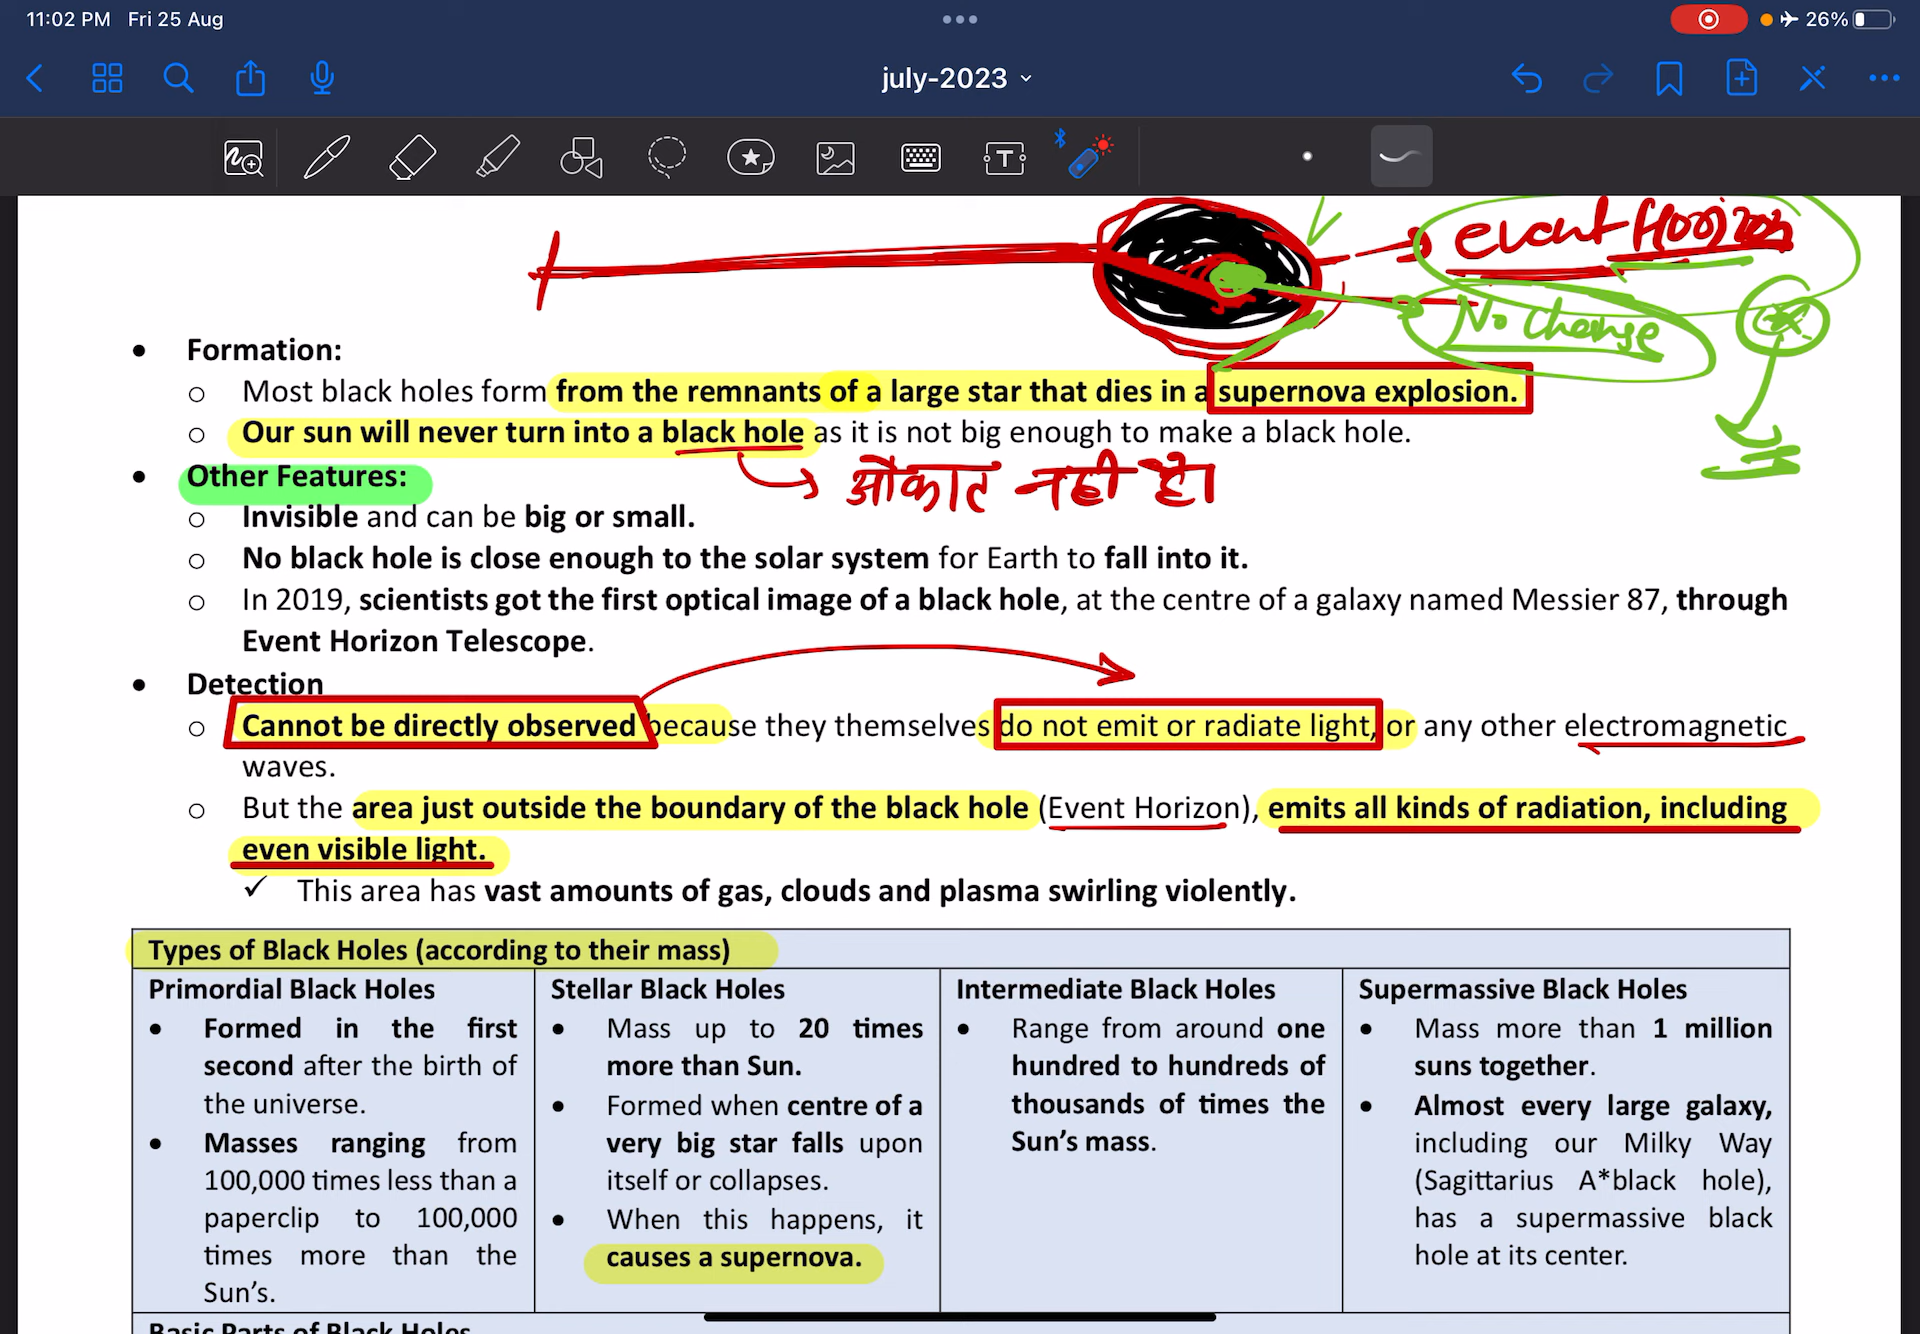 11:02 PM Fri 25 Aug
26%
july-2023
event Horizon
No change
• Formation:
o Most black holes form from the remnants of a large star that dies in a supernova explosion.
o Our sun will never turn into a black hole as it is not big enough to make a black hole.
औकात नही है।
• Other Features:
o Invisible and can be big or small.
o No black hole is close enough to the solar system for Earth to fall into it.
o In 2019, scientists got the first optical image of a black hole, at the centre of a galaxy named Messier 87, through
Event Horizon Telescope.
• Detection
o Cannot be directly observed because they themselves do not emit or radiate light, or any other electromagnetic
waves.
o But the area just outside the boundary of the black hole (Event Horizon), emits all kinds of radiation, including
even visible light.
✓ This area has vast amounts of gas, clouds and plasma swirling violently.
Types of Black Holes (according to their mass)
Primordial Black Holes
• Formed in the first
second after the birth of
the universe.
• Masses ranging from
100,000 times less than a
paperclip to 100,000
times more than the
Sun's.
Stellar Black Holes
• Mass up to 20 times
more than Sun.
• Formed when centre of a
very big star falls upon
itself or collapses.
• When this happens, it
causes a supernova.
Intermediate Black Holes
• Range from around one
hundred to hundreds of
thousands of times the
Sun's mass.
Supermassive Black Holes
• Mass more than 1 million
suns together.
• Almost every large galaxy,
including our Milky Way
(Sagittarius A*black hole),
has a supermassive black
hole at its center.
Basic Parts of Black Holes